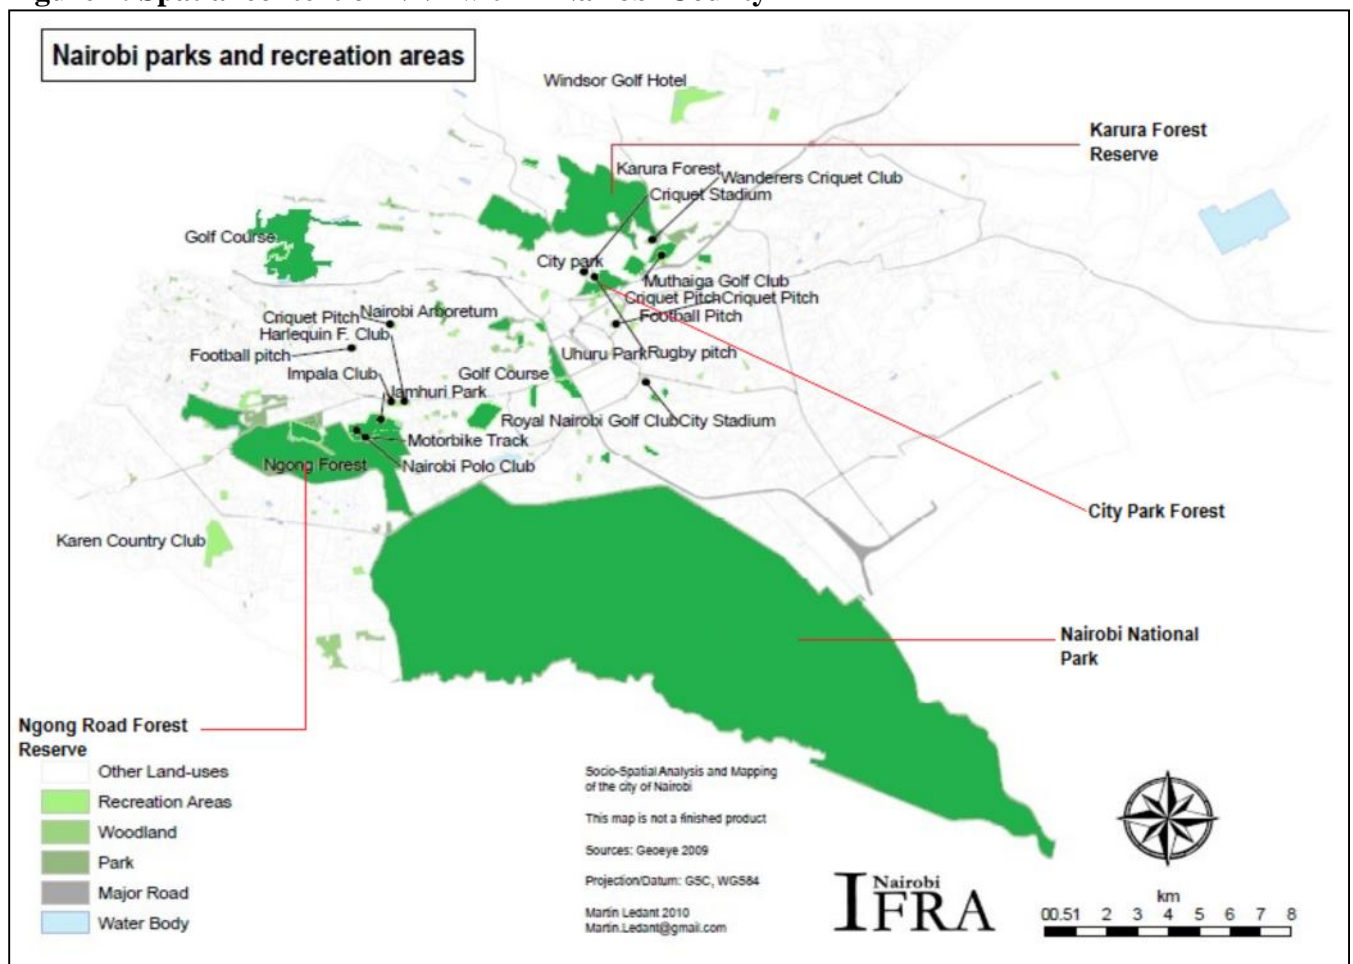 Nairobi parks and recreation areas
Windsor Golf Hotel
Karura Forest
Reserve
Karura Forest
Wanderers Criquet Club
Criquet Stadium
Golf Course
City park
Muthaiga Golf Club
Criquet Pitch
Criquet Pitch
Nairobi Arboretum
Criquet Pitch
Football Pitch
Harlequin F. Club
Football pitch
Uhuru Park
Rugby pitch
Impala Club
Golf Course
Jamhuri Park
Royal Nairobi Golf Club
City Stadium
Motorbike Track
Ngong Forest
Nairobi Polo Club
City Park Forest
Karen Country Club
Nairobi National
Park
Ngong Road Forest
Reserve
Other Land-uses
Recreation Areas
Woodland
Park
Major Road
Water Body
Socio-Spatial Analysis and Mapping
of the city of Nairobi
This map is not a finished product
Sources: Geoeye 2009
Projection/Datum: GSC, WGS84
Martin Ledant 2010
Martin.Ledant@gmail.com
Nairobi
IFRA
km
00.51 2 3 4 5 6 7 8